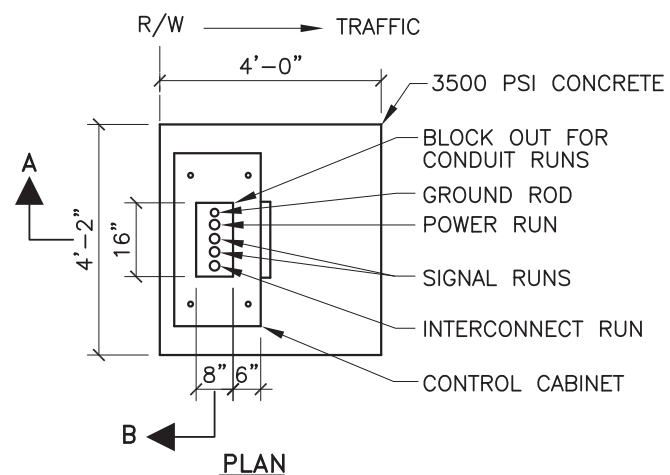 R/W
TRAFFIC
4'-0"
3500 PSI CONCRETE
BLOCK OUT FOR
CONDUIT RUNS
A
GROUND ROD
POWER RUN
4'-2"
16"
SIGNAL RUNS
INTERCONNECT RUN
8"
6"
CONTROL CABINET
B
PLAN